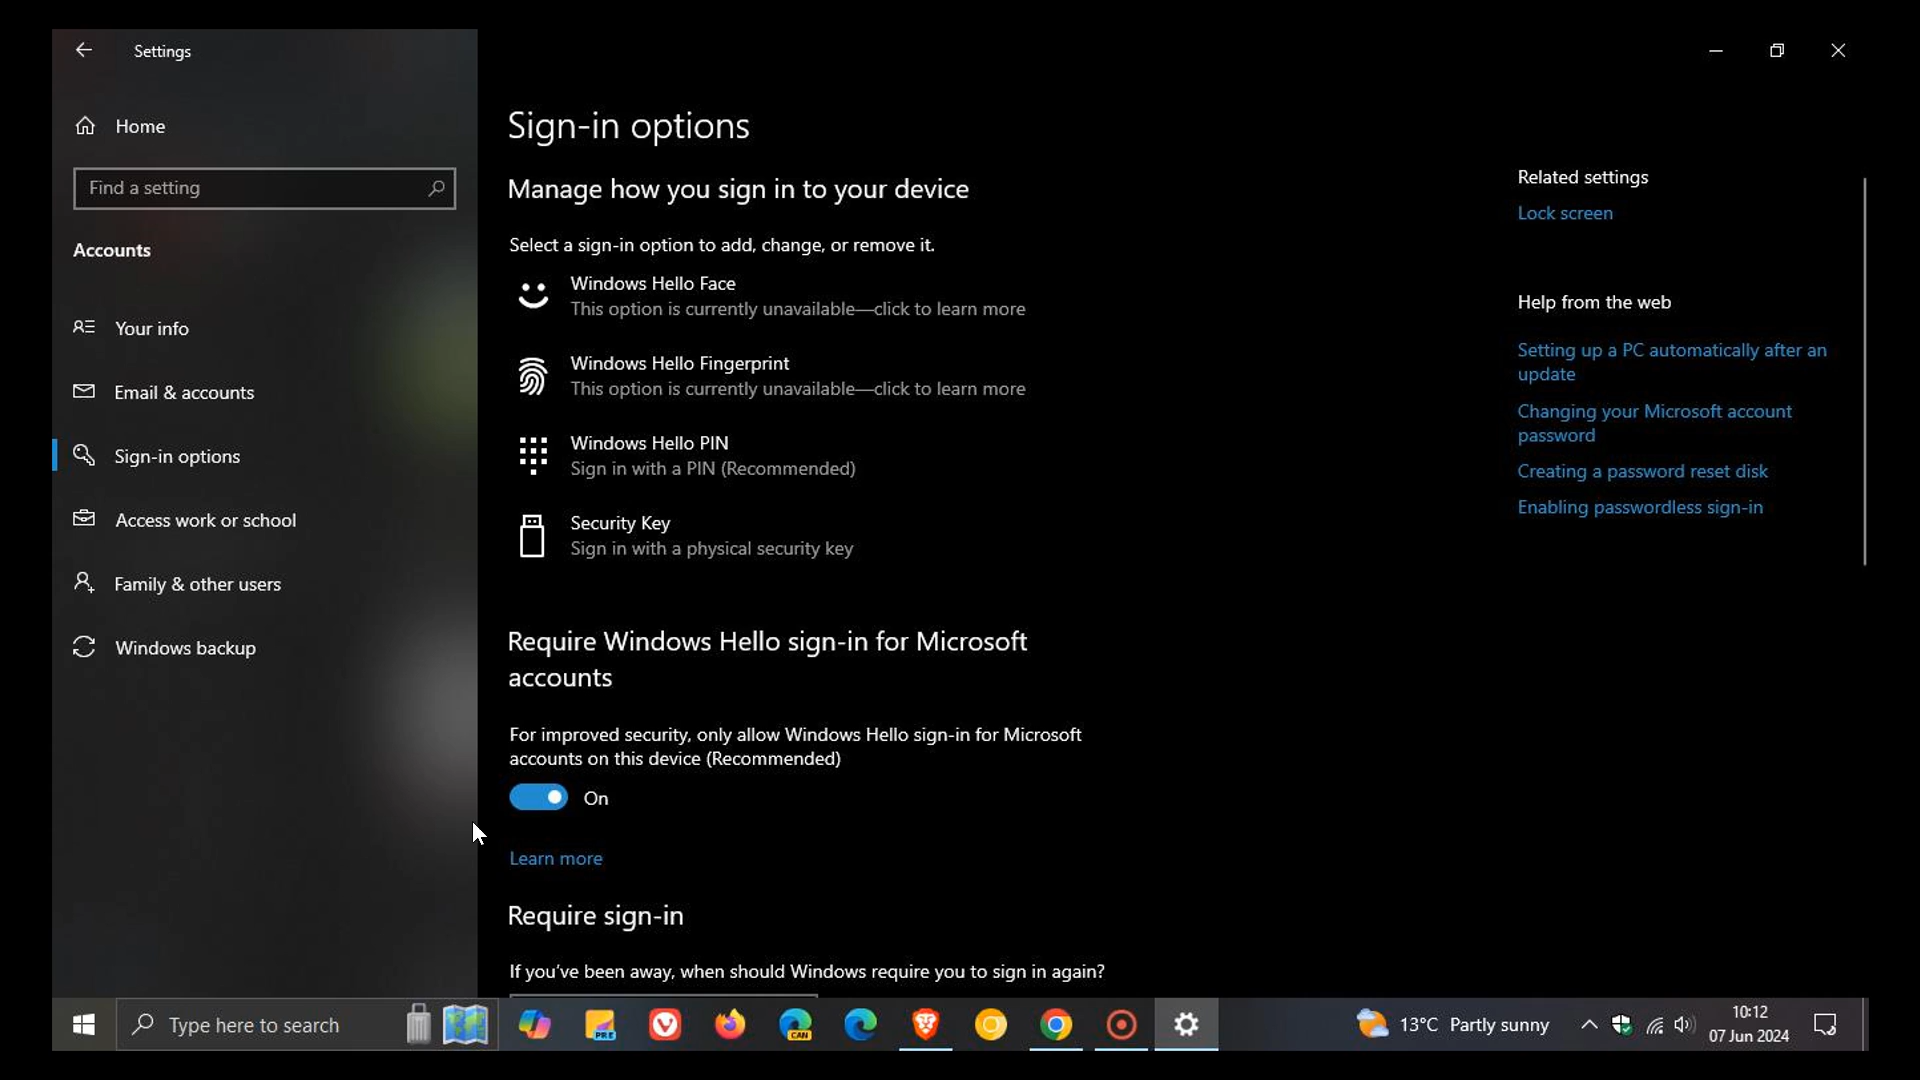 Settings
Home
Find a setting
Accounts
Your info
Email & accounts
Sign-in options
Access work or school
Family & other users
Windows backup
Sign-in options
Manage how you sign in to your device
Select a sign-in option to add, change, or remove it.
Windows Hello Face
This option is currently unavailable—click to learn more
Windows Hello Fingerprint
This option is currently unavailable—click to learn more
Windows Hello PIN
Sign in with a PIN (Recommended)
Security Key
Sign in with a physical security key
Require Windows Hello sign-in for Microsoft
accounts
For improved security, only allow Windows Hello sign-in for Microsoft
accounts on this device (Recommended)
On
Learn more
Require sign-in
If you've been away, when should Windows require you to sign in again?
Related settings
Lock screen
Help from the web
Setting up a PC automatically after an
update
Changing your Microsoft account
password
Creating a password reset disk
Enabling passwordless sign-in
Type here to search
PRE
CAN
13°C Partly sunny
10:12
07 Jun 2024